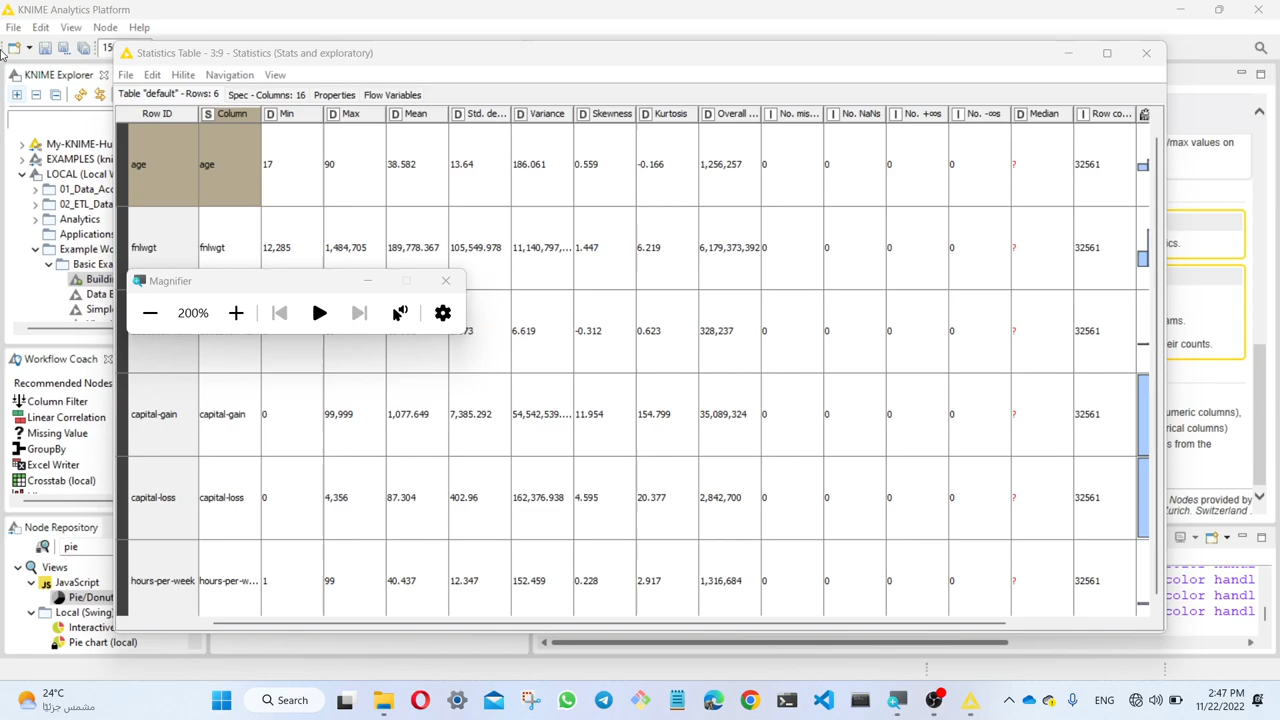 KNIME Analytics Platform
File Edit View Node Help
Statistics Table - 3:9 - Statistics (Stats and exploratory)
KNIME Explorer
File Edit Hilite Navigation View
Table "default" - Rows: 6 Spec - Columns: 16 Properties Flow Variables
Row ID S Column D Min D Max D Mean D Std. de... D Variance D Skewness D Kurtosis D Overall ... I No. mis... I No. NaNs I No. +∞s I No. -∞s D Median I Row co...
My-KNIME-Hu
EXAMPLES (kni
LOCAL (Local W
01_Data_Acc
02_ETL_Data
Analytics
Applications
Example Wo
Basic Exa
Buildi
Data E
Simpl
age age 17 90 38.582 13.64 186.061 0.559 -0.166 1,256,257 0 0 0 0 ? 32561
fnlwgt fnlwgt 12,285 1,484,705 189,778.367 105,549.978 11,140,797,... 1.447 6.219 6,179,373,392 0 0 0 0 ? 32561
Magnifier
200%
73 6.619 -0.312 0.623 328,237 0 0 0 0 ? 32561
capital-gain capital-gain 0 99,999 1,077.649 7,385.292 54,542,539.... 11.954 154.799 35,089,324 0 0 0 0 ? 32561
capital-loss capital-loss 0 4,356 87.304 402.96 162,376.938 4.595 20.377 2,842,700 0 0 0 0 ? 32561
hours-per-week hours-per-w... 1 99 40.437 12.347 152.459 0.228 2.917 1,316,684 0 0 0 0 ? 32561
/max values on
ics.
ams.
eir counts.
umeric columns),
rical columns)
s from the
Nodes provided by
Zurich, Switzerland .
Workflow Coach
Recommended Nodes
Column Filter
Linear Correlation
Missing Value
GroupBy
Excel Writer
Crosstab (local)
Node Repository
pie
Views
JavaScript
Pie/Donut
Local (Swing
Interactive
Pie chart (local)
color handl
color handl
color handl
24°C
مشمس جزئيًا
Search
ENG
2:47 PM
11/22/2022